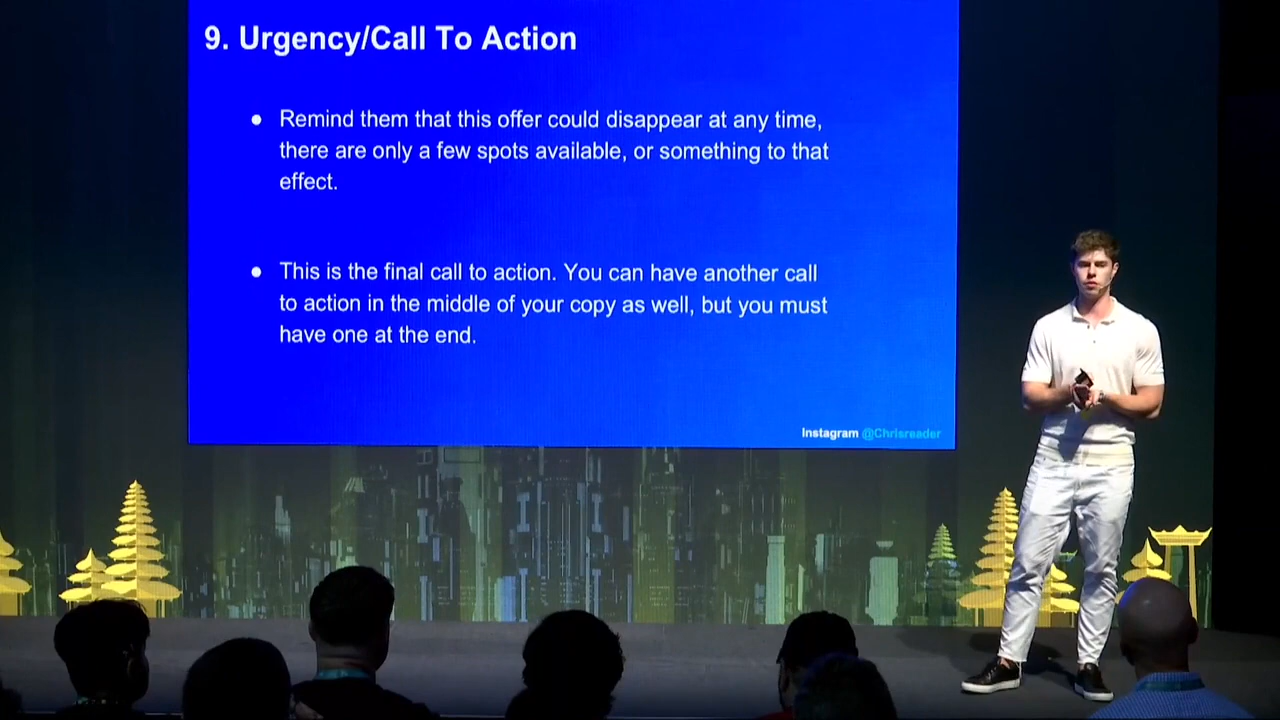 9. Urgency/Call To Action
● Remind them that this offer could disappear at any time,
there are only a few spots available, or something to that
effect.
● This is the final call to action. You can have another call
to action in the middle of your copy as well, but you must
have one at the end.
Instagram @Chrisreader